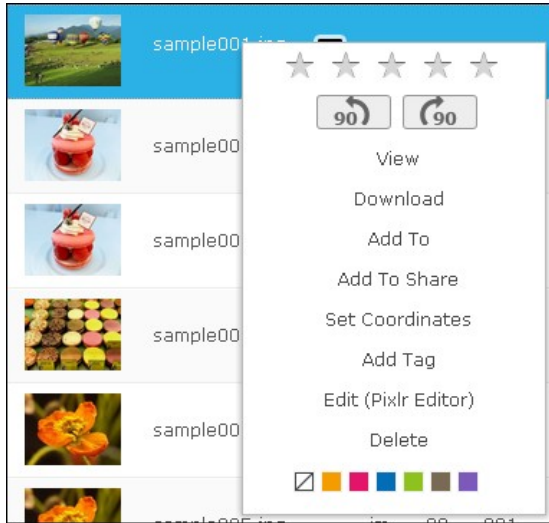 sample001.jpg
90
90
View
sample00
Download
Add To
sample00
Add To Share
Set Coordinates
sample00
Add Tag
Edit (Pixlr Editor)
sample00
Delete